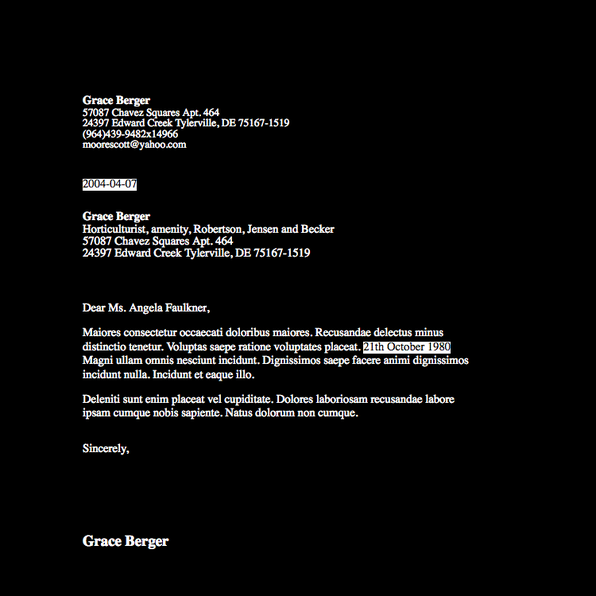 Grace Berger
57087 Chavez Squares Apt. 464
24397 Edward Creek Tylerville, DE 75167-1519
(964)439-9482x14966
moorescott@yahoo.com
2004-04-07
Grace Berger
Horticulturist, amenity, Robertson, Jensen and Becker
57087 Chavez Squares Apt. 464
24397 Edward Creek Tylerville, DE 75167-1519
Dear Ms. Angela Faulkner,
Maiores consectetur occaecati doloribus maiores. Recusandae delectus minus
distinctio tenetur. Voluptas saepe ratione voluptates placeat. 21th October 1980
Magni ullam omnis nesciunt incidunt. Dignissimos saepe facere animi dignissimos
incidunt nulla. Incidunt et eaque illo.
Deleniti sunt enim placeat vel cupiditate. Dolores laboriosam recusandae labore
ipsam cumque nobis sapiente. Natus dolorum non cumque.
Sincerely,
Grace Berger